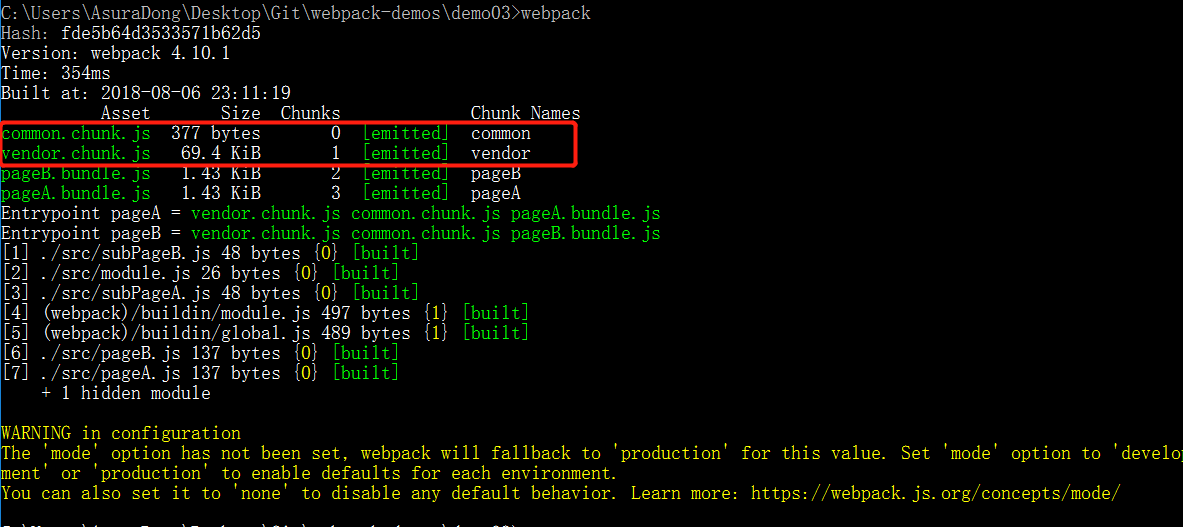 C:\Users\AsuraDong\Desktop\Git\webpack-demos\demo03>webpack
Hash: fde5b64d3533571b62d5
Version: webpack 4.10.1
Time: 354ms
Built at: 2018-08-06 23:11:19
Asset Size Chunks Chunk Names
common.chunk.js 377 bytes 0 [emitted] common
vendor.chunk.js 69.4 KiB 1 [emitted] vendor
pageB.bundle.js 1.43 KiB 2 [emitted] pageB
pageA.bundle.js 1.43 KiB 3 [emitted] pageA
Entrypoint pageA = vendor.chunk.js common.chunk.js pageA.bundle.js
Entrypoint pageB = vendor.chunk.js common.chunk.js pageB.bundle.js
[1] ./src/subPageB.js 48 bytes {0} [built]
[2] ./src/module.js 26 bytes {0} [built]
[3] ./src/subPageA.js 48 bytes {0} [built]
[4] (webpack)/buildin/module.js 497 bytes {1} [built]
[5] (webpack)/buildin/global.js 489 bytes {1} [built]
[6] ./src/pageB.js 137 bytes {0} [built]
[7] ./src/pageA.js 137 bytes {0} [built]
+ 1 hidden module
WARNING in configuration
The 'mode' option has not been set, webpack will fallback to 'production' for this value. Set 'mode' option to 'develop
ment' or 'production' to enable defaults for each environment.
You can also set it to 'none' to disable any default behavior. Learn more: https://webpack.js.org/concepts/mode/